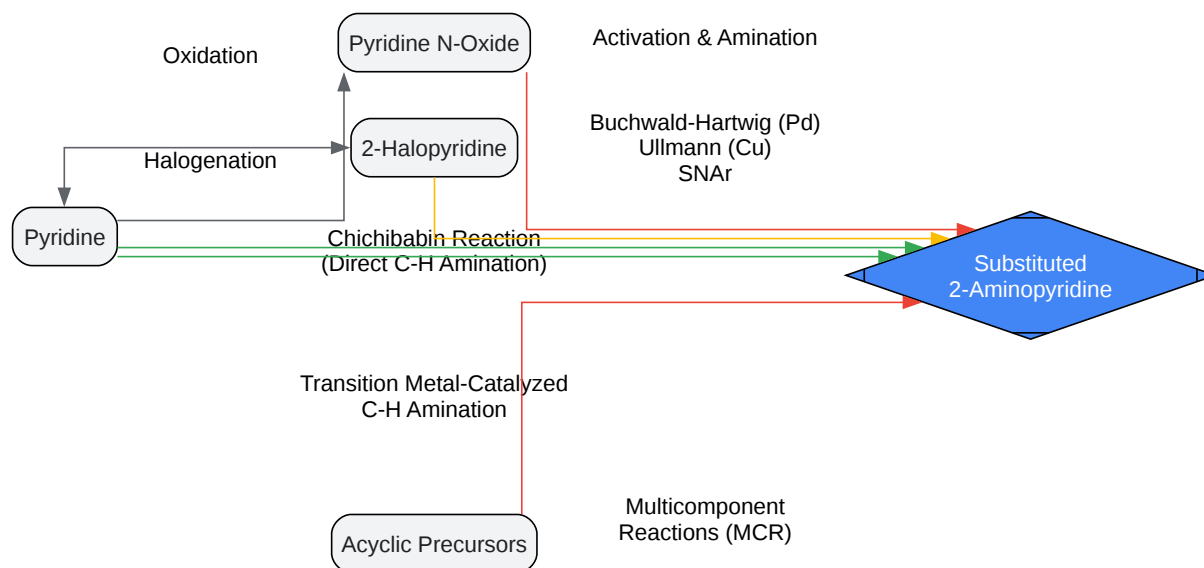 Pyridine N-Oxide
Activation & Amination
Oxidation
Buchwald-Hartwig (Pd)
Ullmann (Cu)
SNAr
2-Halopyridine
Halogenation
Pyridine
Chichibabin Reaction
(Direct C-H Amination)
Substituted
2-Aminopyridine
Transition Metal-Catalyzed
C-H Amination
Multicomponent
Reactions (MCR)
Acyclic Precursors